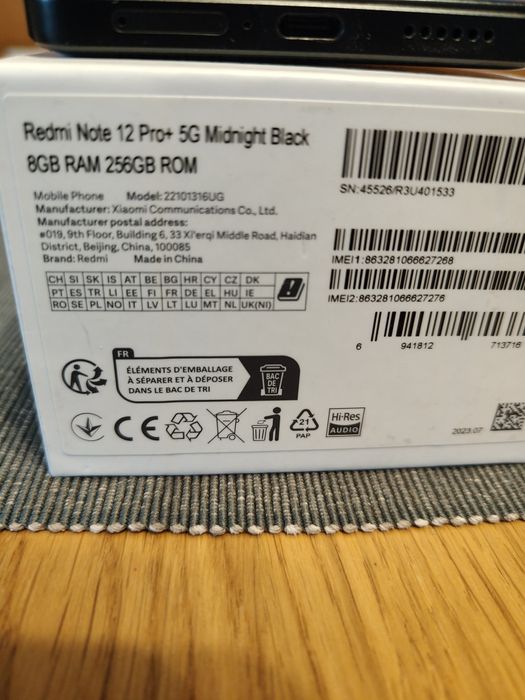 Redmi Note 12 Pro+ 5G Midnight Black
8GB RAM 256GB ROM
Mobile Phone Model: 22101316UG
Manufacturer: Xiaomi Communications Co., Ltd.
Manufacturer postal address:
#019, 9th Floor, Building 6, 33 Xi'erqi Middle Road, Haidian
District, Beijing, China, 100085
Brand: Redmi Made in China
CH SI SK IS AT BE BG HR CY CZ DK
PT ES TR LI EE FI FR DE EL HU IE
RO SE PL NO IT LV LT LU MT NL UK(NI)
SN:45526/R3U401533
IMEI1:863281066627268
IMEI2:863281066627276
6 941812 713716
FR
ÉLÉMENTS D'EMBALLAGE
À SÉPARER ET À DÉPOSER
DANS LE BAC DE TRI
BAC
DE
TRI
CE
21
PAP
Hi-Res
AUDIO
2023.07